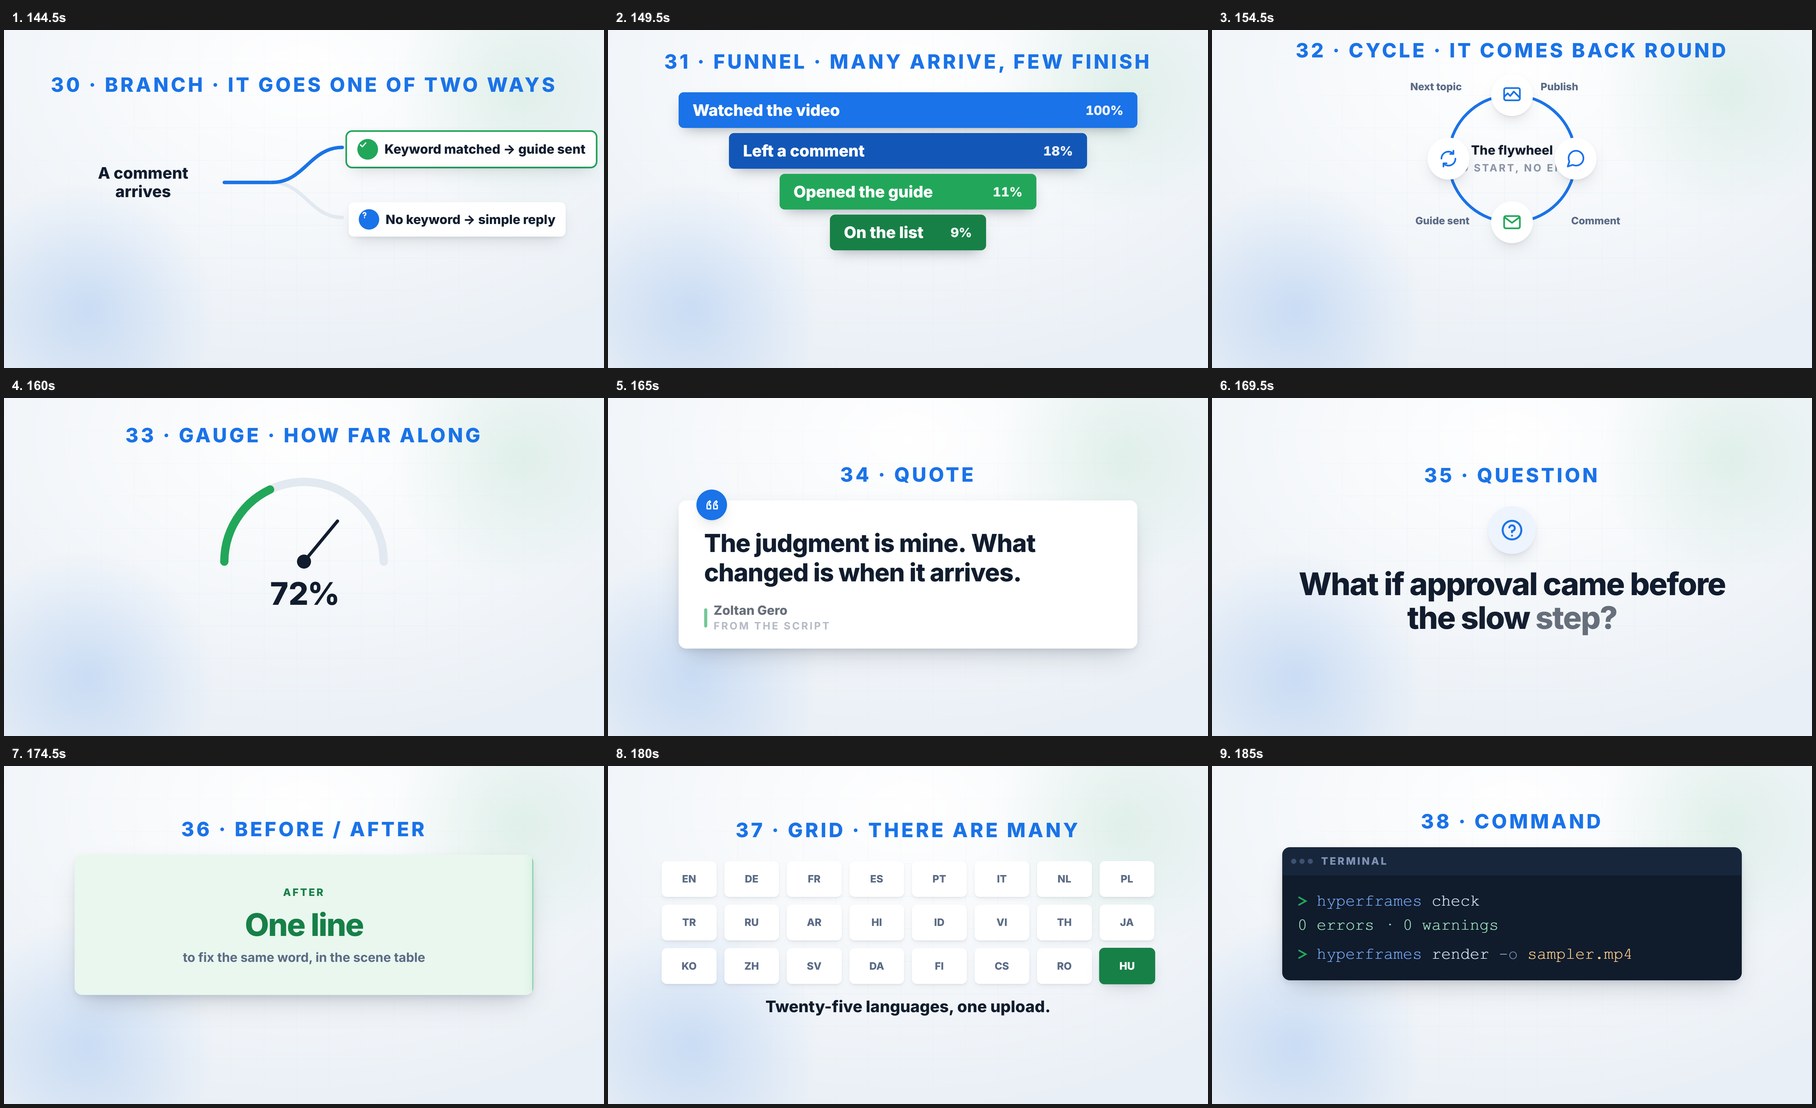 1. 144.5s
30 · BRANCH · IT GOES ONE OF TWO WAYS
A comment
arrives
Keyword matched → guide sent
No keyword → simple reply
2. 149.5s
31 · FUNNEL · MANY ARRIVE, FEW FINISH
Watched the video 100%
Left a comment 18%
Opened the guide 11%
On the list 9%
3. 154.5s
32 · CYCLE · IT COMES BACK ROUND
Next topic
Publish
The flywheel
START, NO
Guide sent
Comment
4. 160s
33 · GAUGE · HOW FAR ALONG
72%
5. 165s
34 · QUOTE
The judgment is mine. What
changed is when it arrives.
Zoltan Gero
FROM THE SCRIPT
6. 169.5s
35 · QUESTION
?
What if approval came before
the slow step?
7. 174.5s
36 · BEFORE / AFTER
AFTER
One line
to fix the same word, in the scene table
8. 180s
37 · GRID · THERE ARE MANY
EN DE FR ES PT IT NL PL
TR RU AR HI ID VI TH JA
KO ZH SV DA FI CS RO HU
Twenty-five languages, one upload.
9. 185s
38 · COMMAND
TERMINAL
> hyperframes check
0 errors · 0 warnings
> hyperframes render -o sampler.mp4